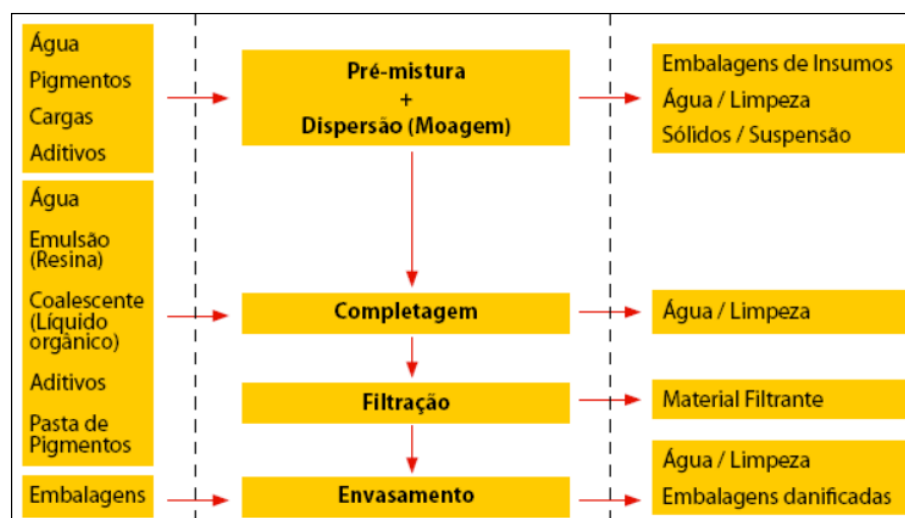 Água
Pigmentos
Cargas
Aditivos
Pré-mistura
+
Dispersão (Moagem)
Embalagens de Insumos
Água / Limpeza
Sólidos / Suspensão
Água
Emulsão
(Resina)
Coalescente
(Líquido
orgânico)
Aditivos
Pasta de
Pigmentos
Completagem
Água / Limpeza
Filtração
Material Filtrante
Embalagens
Envasamento
Água / Limpeza
Embalagens danificadas